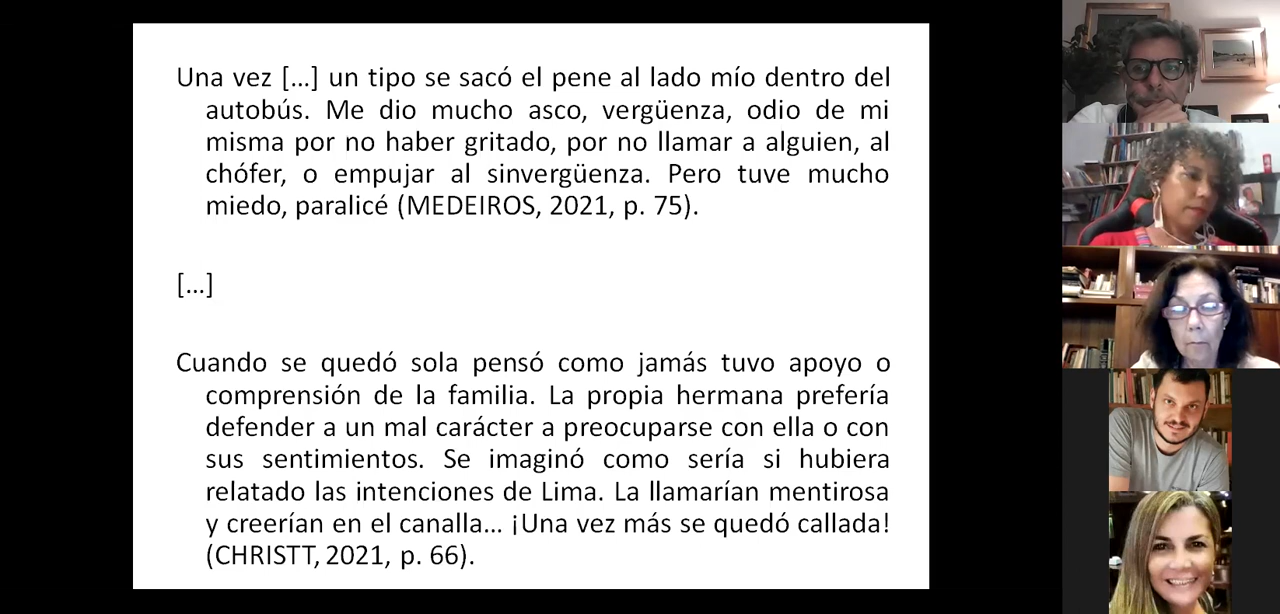 Una vez [...] un tipo se sacó el pene al lado mío dentro del
autobús. Me dio mucho asco, vergüenza, odio de mi
misma por no haber gritado, por no llamar a alguien, al
chófer, o empujar al sinvergüenza. Pero tuve mucho
miedo, paralicé (MEDEIROS, 2021, p. 75).
[...]
Cuando se quedó sola pensó como jamás tuvo apoyo o
comprensión de la familia. La propia hermana prefería
defender a un mal carácter a preocuparse con ella o con
sus sentimientos. Se imaginó como sería si hubiera
relatado las intenciones de Lima. La llamarían mentirosa
y creerían en el canalla... ¡Una vez más se quedó callada!
(CHRISTT, 2021, p. 66).